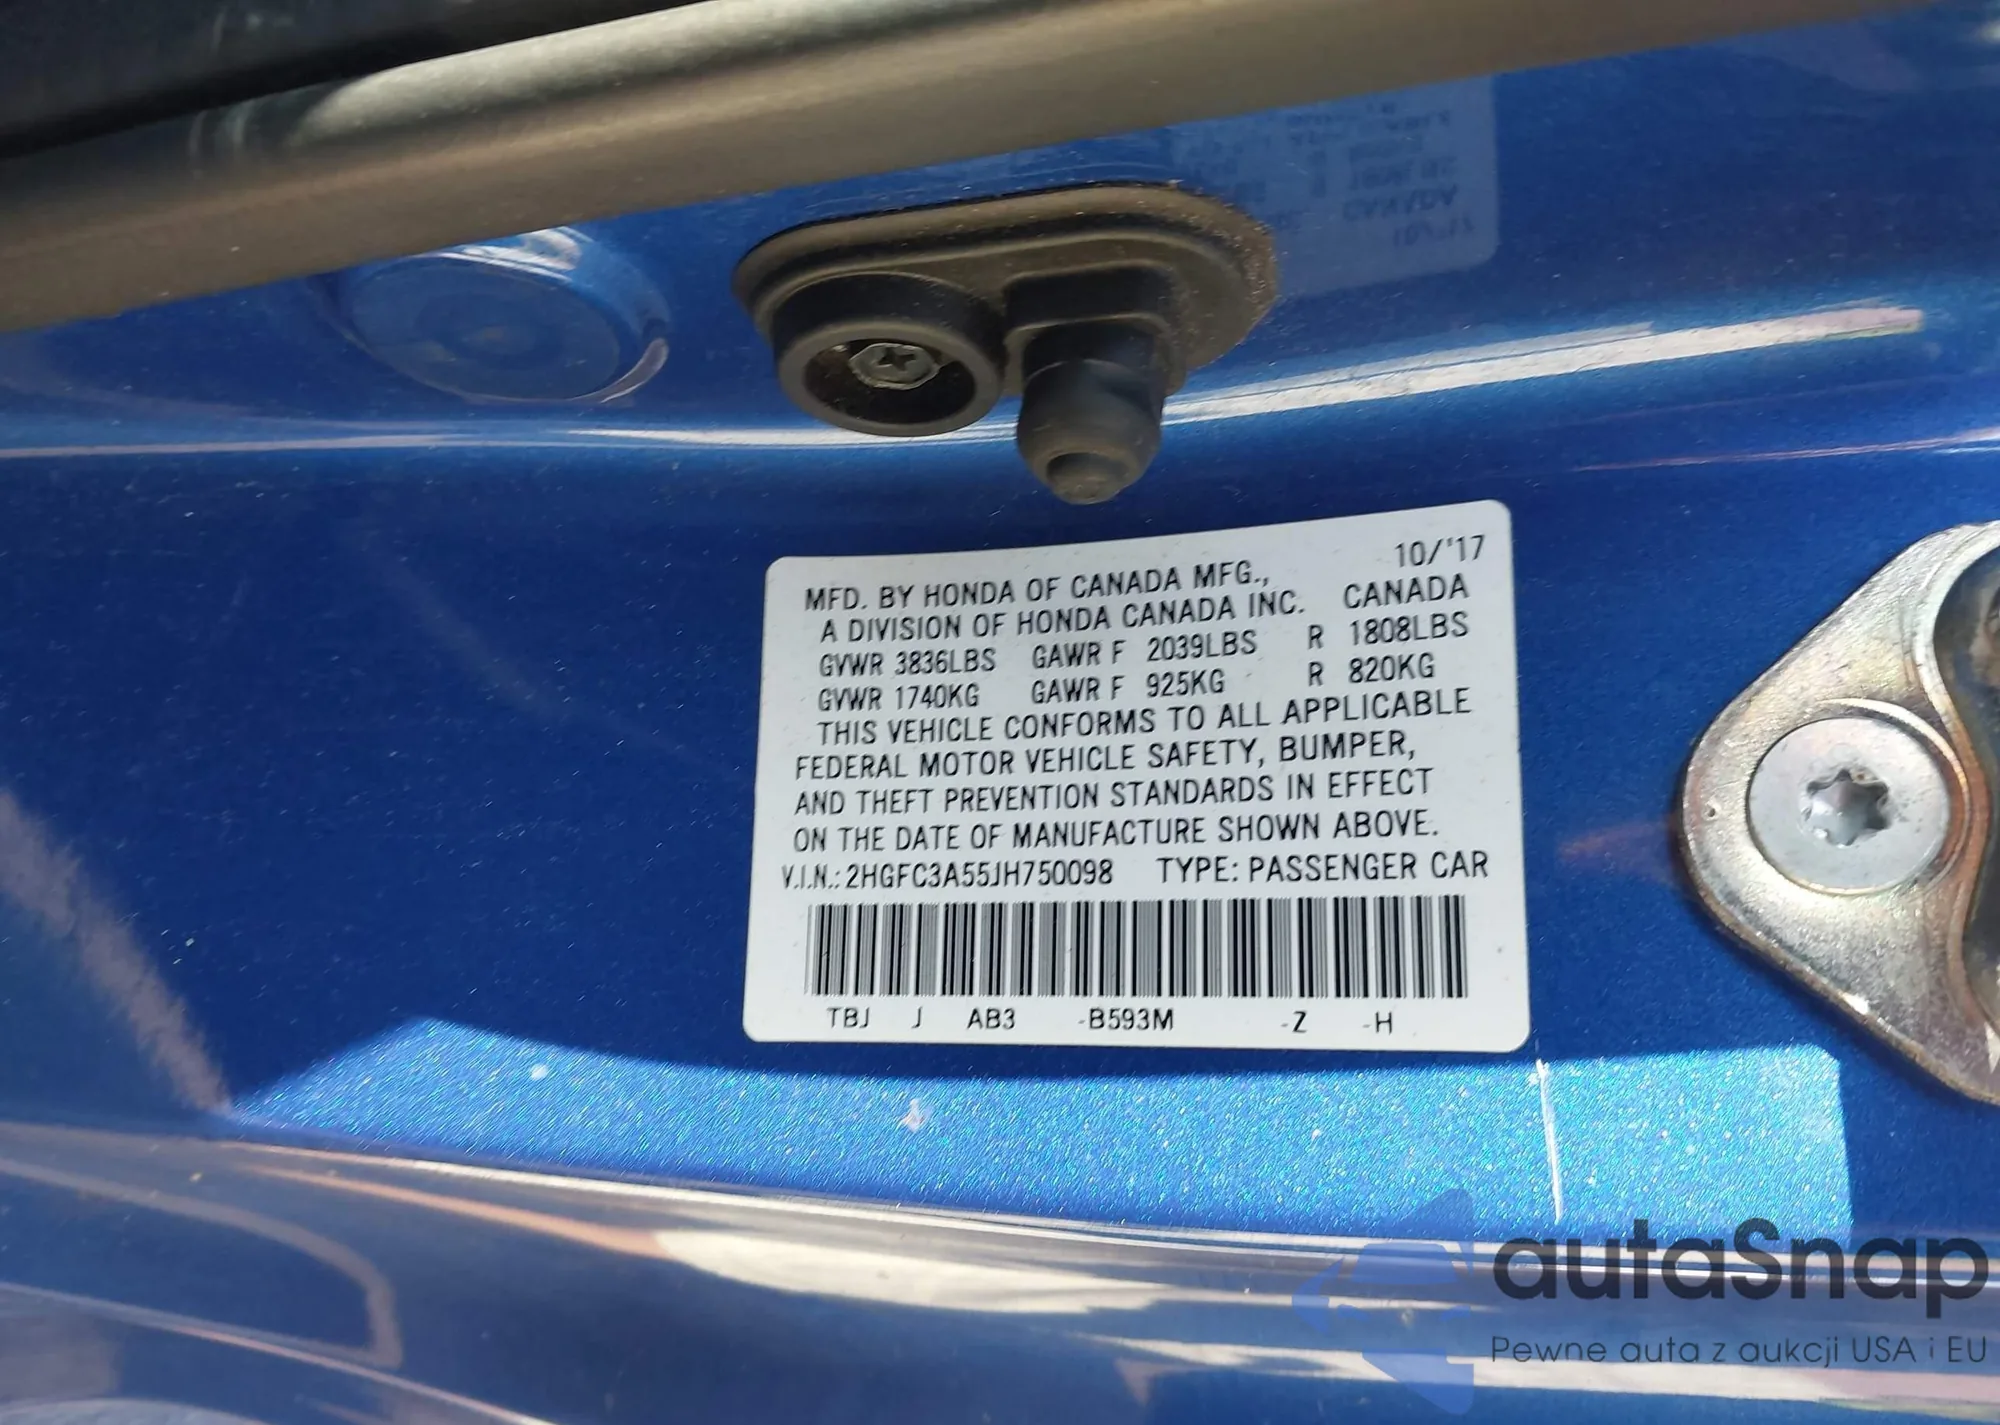 10/'17
MFD. BY HONDA OF CANADA MFG.,
A DIVISION OF HONDA CANADA INC. CANADA
GVWR 3836LBS GAWR F 2039LBS R 1808LBS
GVWR 1740KG GAWR F 925KG R 820KG
THIS VEHICLE CONFORMS TO ALL APPLICABLE
FEDERAL MOTOR VEHICLE SAFETY, BUMPER,
AND THEFT PREVENTION STANDARDS IN EFFECT
ON THE DATE OF MANUFACTURE SHOWN ABOVE.
V.I.N.: 2HGFC3A55JH750098 TYPE: PASSENGER CAR
TBJ J AB3 -B593M -Z -H
autaSnap
Pewne auta z aukcji USA i EU